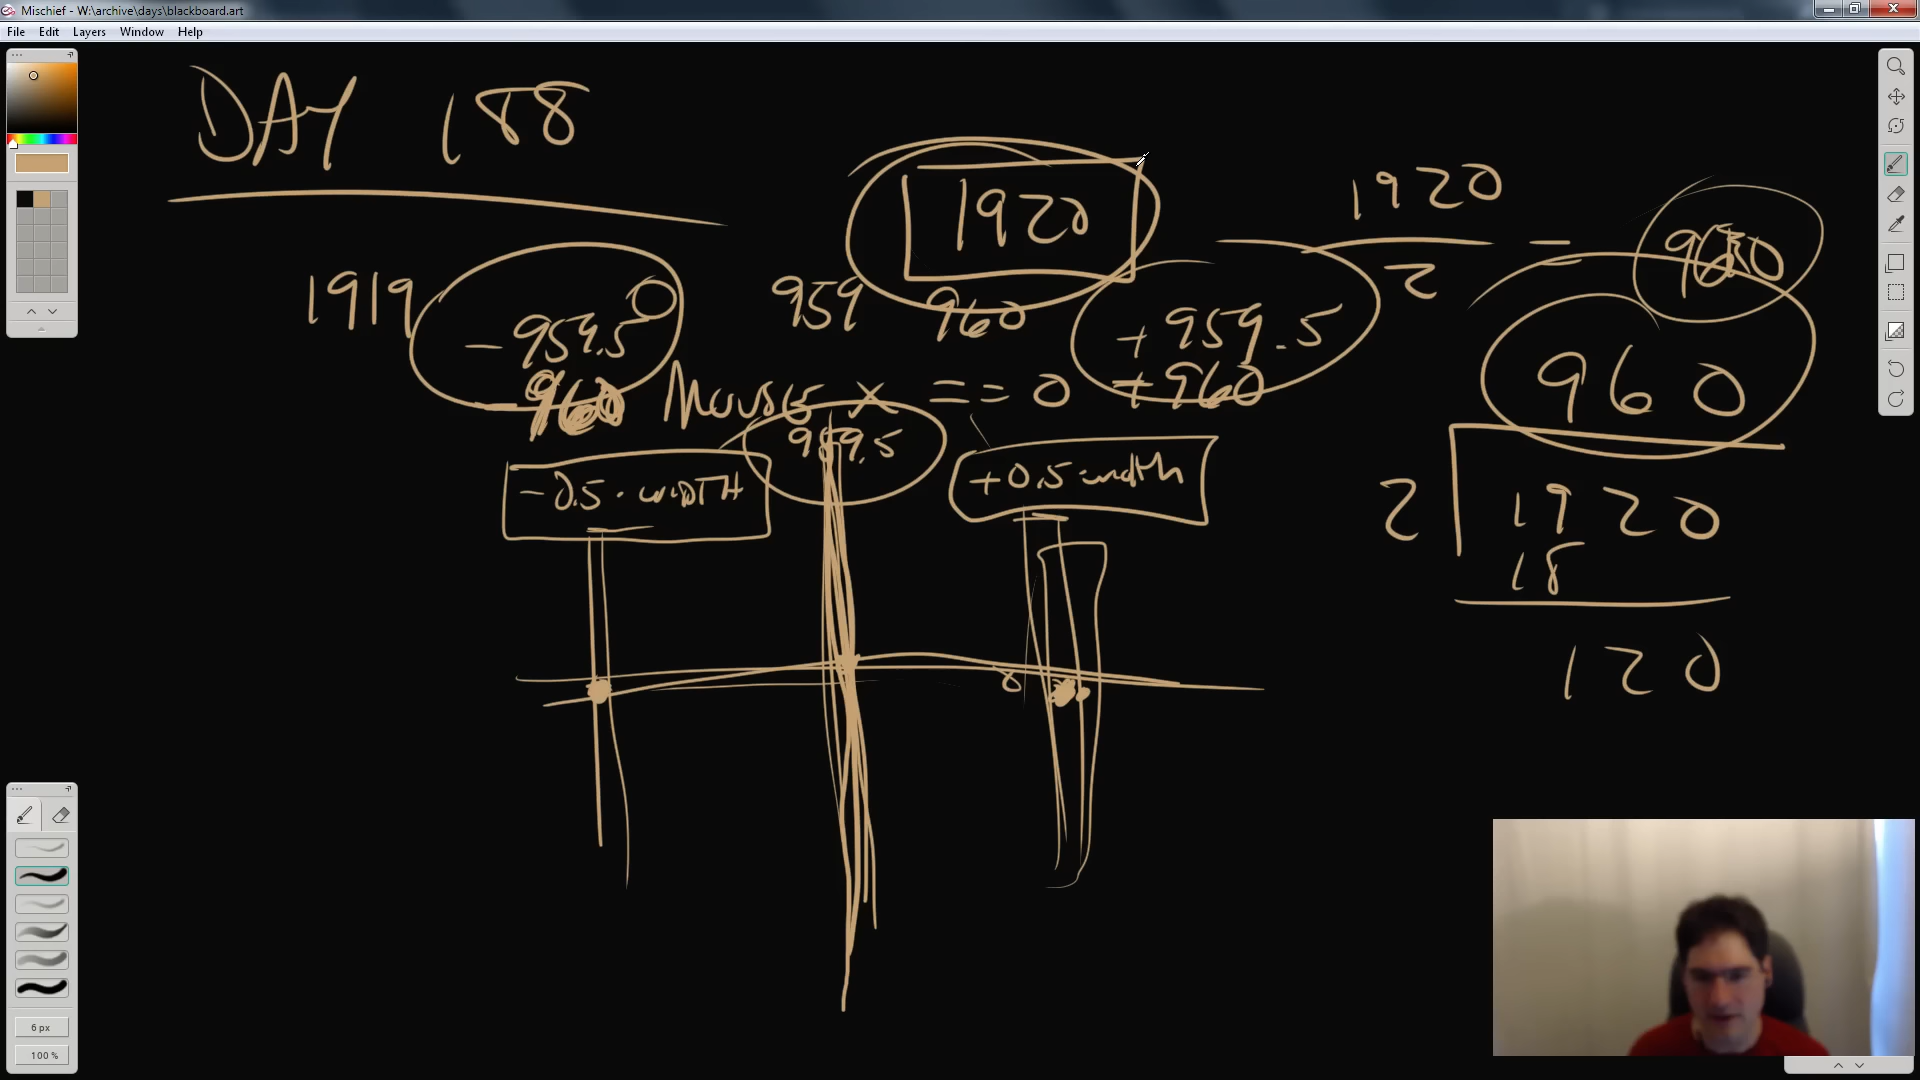 Mischief - W:\archive\days\blackboard.art
File Edit Layers Window Help
DAY 188
1920
1920
2
=
1919
0
959
960
- 959.5
+ 959.5
960
- 960
Mouse x == 0
+ 960
959.5
- 0.5 · WIDTH
+ 0.5 · width
2
1920
18
120
6 px
100 %